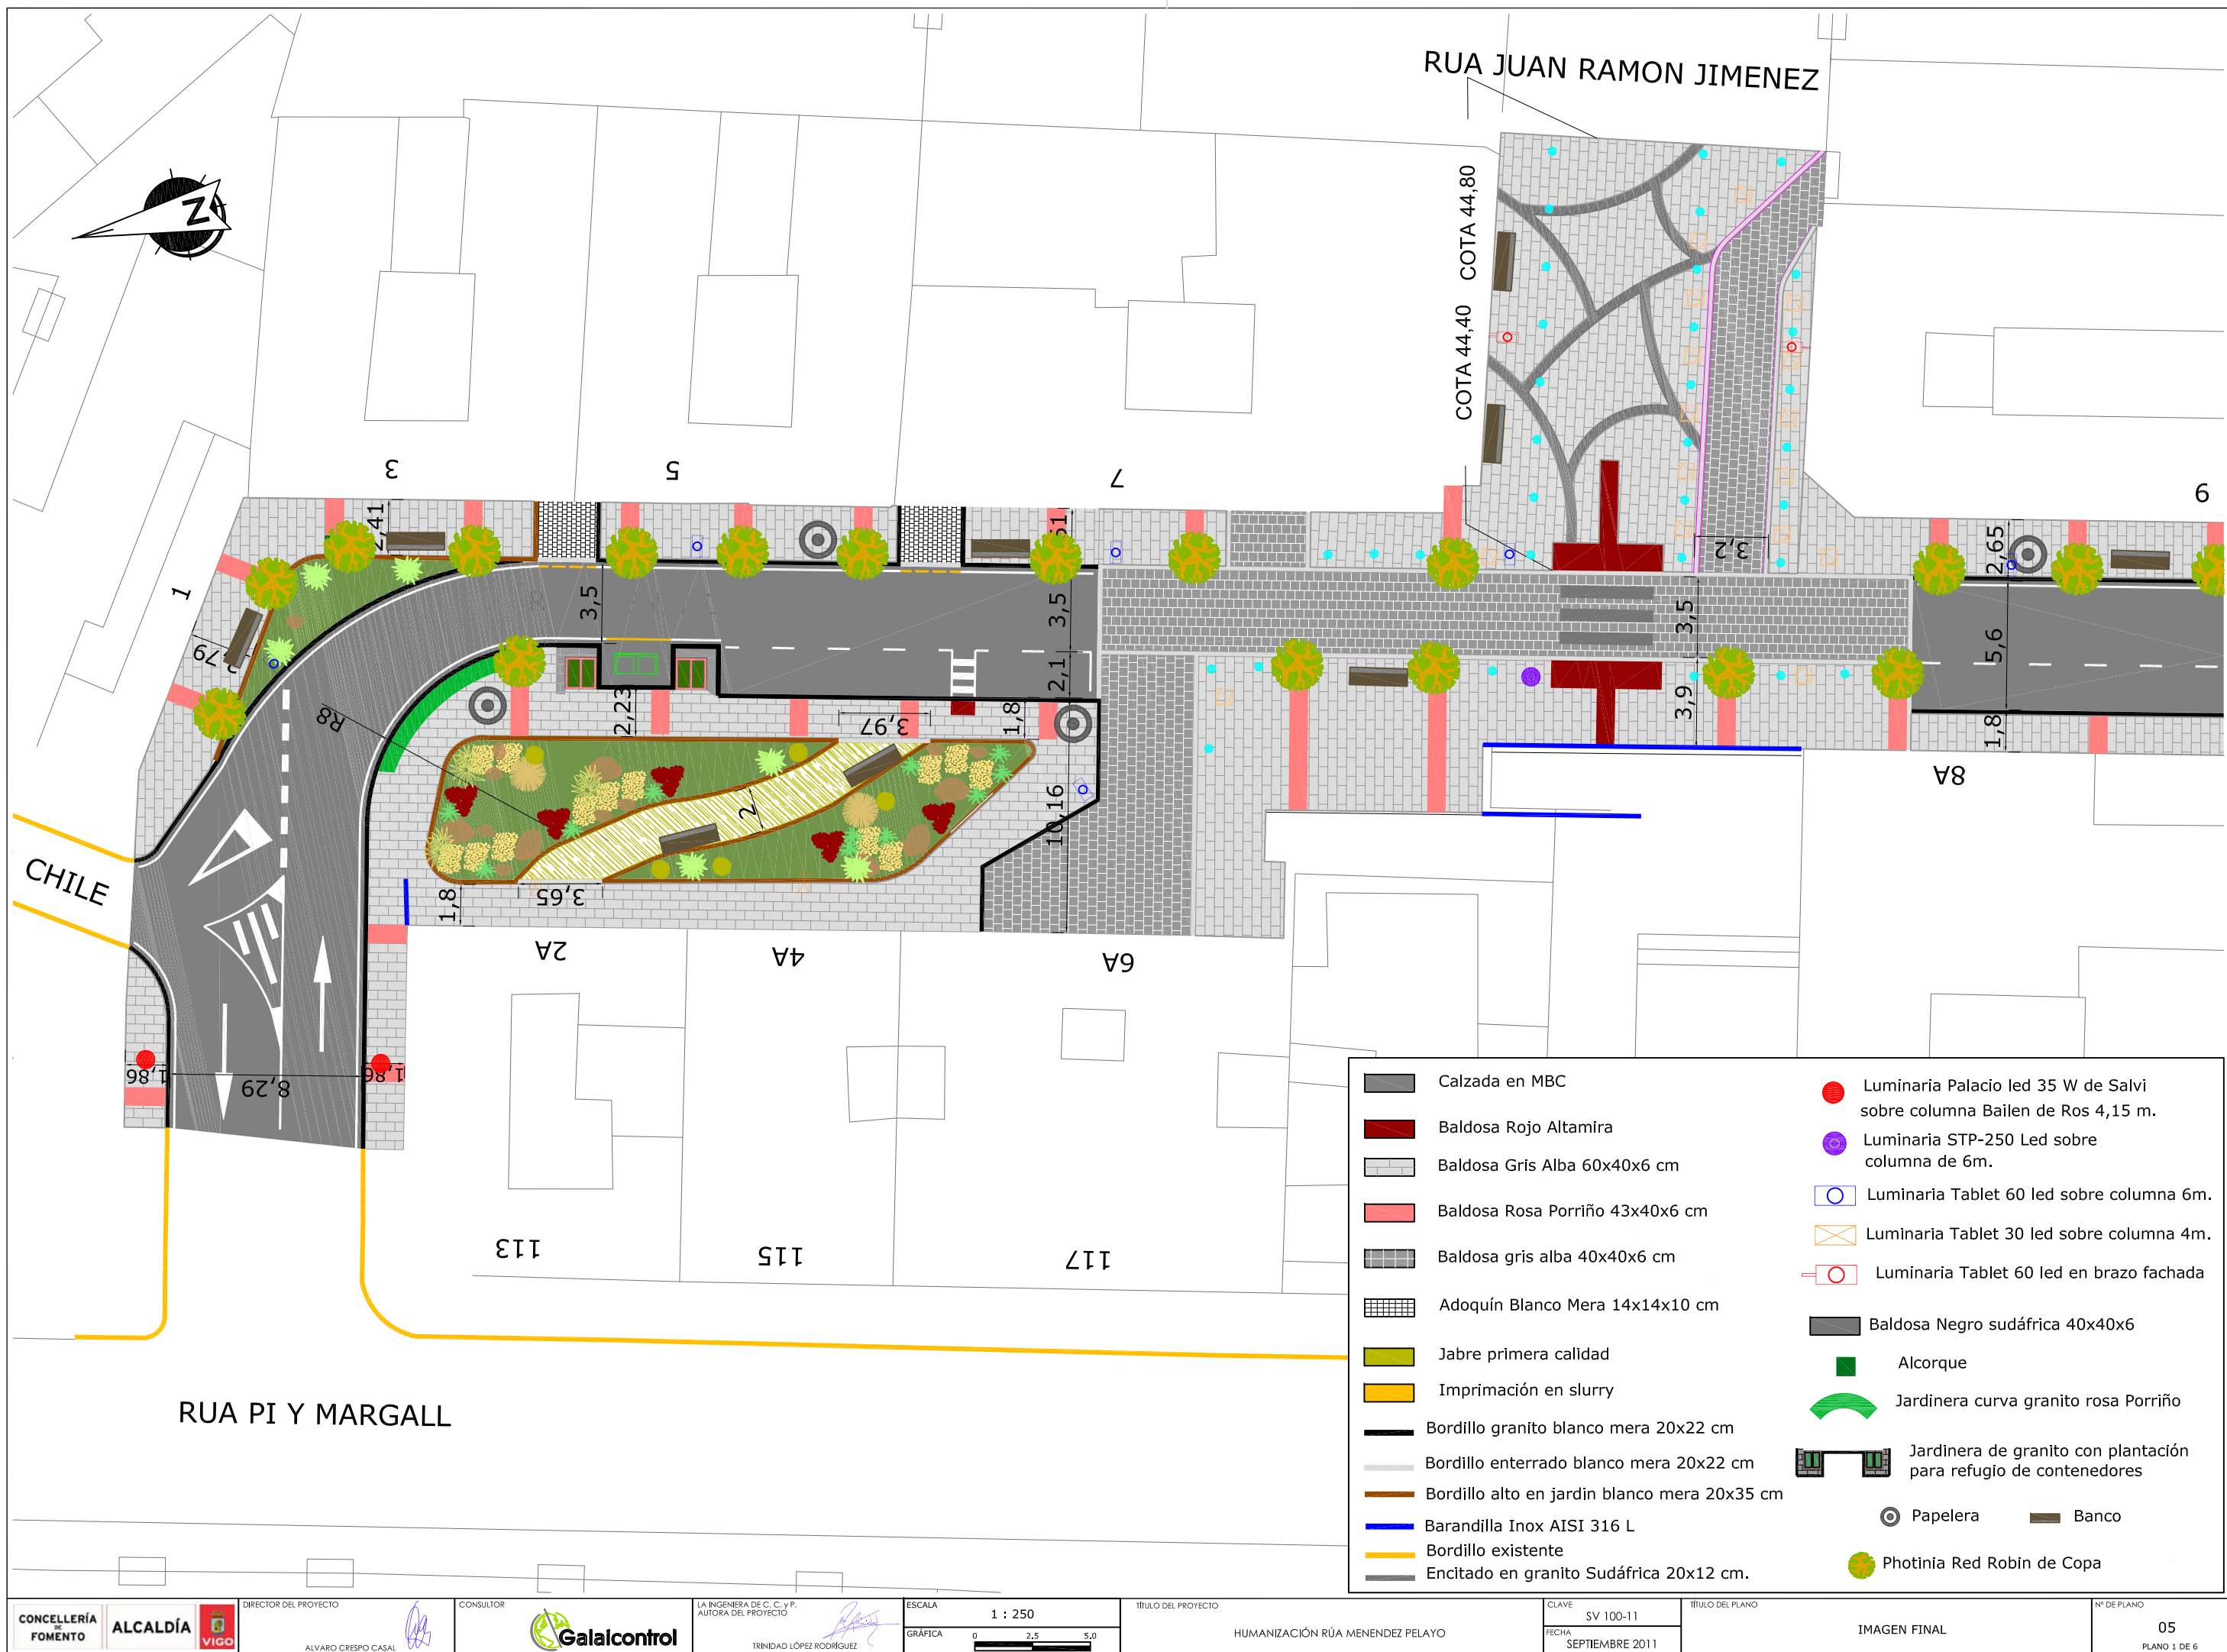 RUA JUAN RAMON JIMENEZ
COTA 44,80
COTA 44,40
N
3
5
7
9
1
2,41
61
2,65
3,2
3,5
3,5
3,5
5,6
2,1
3,9
1,8
1,8
2,23
3,97
R8
2
10,16
3,65
1,8
CHILE
2A
4A
6A
8A
1,86
8,29
1,86
113
115
117
RUA PI Y MARGALL
Calzada en MBC
Baldosa Rojo Altamira
Baldosa Gris Alba 60x40x6 cm
Baldosa Rosa Porriño 43x40x6 cm
Baldosa gris alba 40x40x6 cm
Adoquín Blanco Mera 14x14x10 cm
Jabre primera calidad
Imprimación en slurry
Bordillo granito blanco mera 20x22 cm
Bordillo enterrado blanco mera 20x22 cm
Bordillo alto en jardin blanco mera 20x35 cm
Barandilla Inox AISI 316 L
Bordillo existente
Encitado en granito Sudáfrica 20x12 cm.
Luminaria Palacio led 35 W de Salvi
sobre columna Bailen de Ros 4,15 m.
Luminaria STP-250 Led sobre
columna de 6m.
Luminaria Tablet 60 led sobre columna 6m.
Luminaria Tablet 30 led sobre columna 4m.
Luminaria Tablet 60 led en brazo fachada
Baldosa Negro sudáfrica 40x40x6
Alcorque
Jardinera curva granito rosa Porriño
Jardinera de granito con plantación
para refugio de contenedores
Papelera
Banco
Photinia Red Robin de Copa
CONCELLERÍA
DE
FOMENTO
ALCALDÍA
VIGO
DIRECTOR DEL PROYECTO
ALVARO CRESPO CASAL
CONSULTOR
Galaicontrol
LA INGENIERA DE C. C. y P.
AUTORA DEL PROYECTO
TRINIDAD LÓPEZ RODRÍGUEZ
ESCALA
1 : 250
GRÁFICA
0 2.5 5.0
TÍTULO DEL PROYECTO
HUMANIZACIÓN RÚA MENENDEZ PELAYO
CLAVE
SV 100-11
FECHA
SEPTIEMBRE 2011
TÍTULO DEL PLANO
IMAGEN FINAL
Nº DE PLANO
05
PLANO 1 DE 6